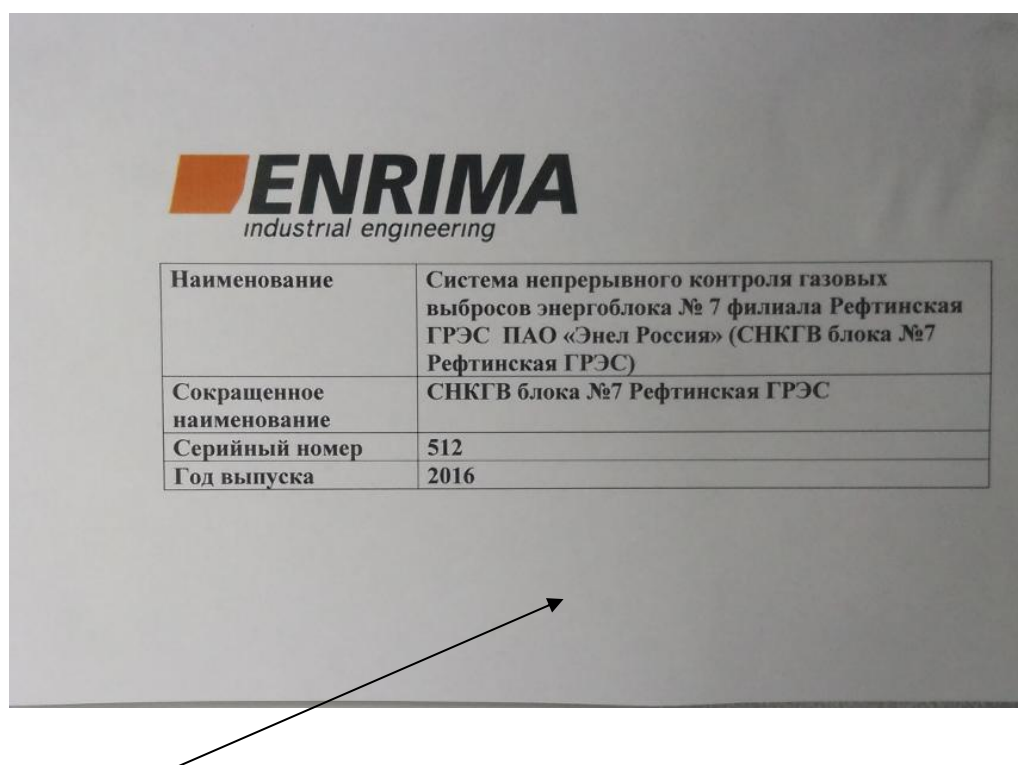 ENRIMA
industrial engineering
Наименование
Система непрерывного контроля газовых
выбросов энергоблока № 7 филиала Рефтинская
ГРЭС ПАО «Энел Россия» (СНКГВ блока №7
Рефтинская ГРЭС)
Сокращенное
наименование
СНКГВ блока №7 Рефтинская ГРЭС
Серийный номер
512
Год выпуска
2016